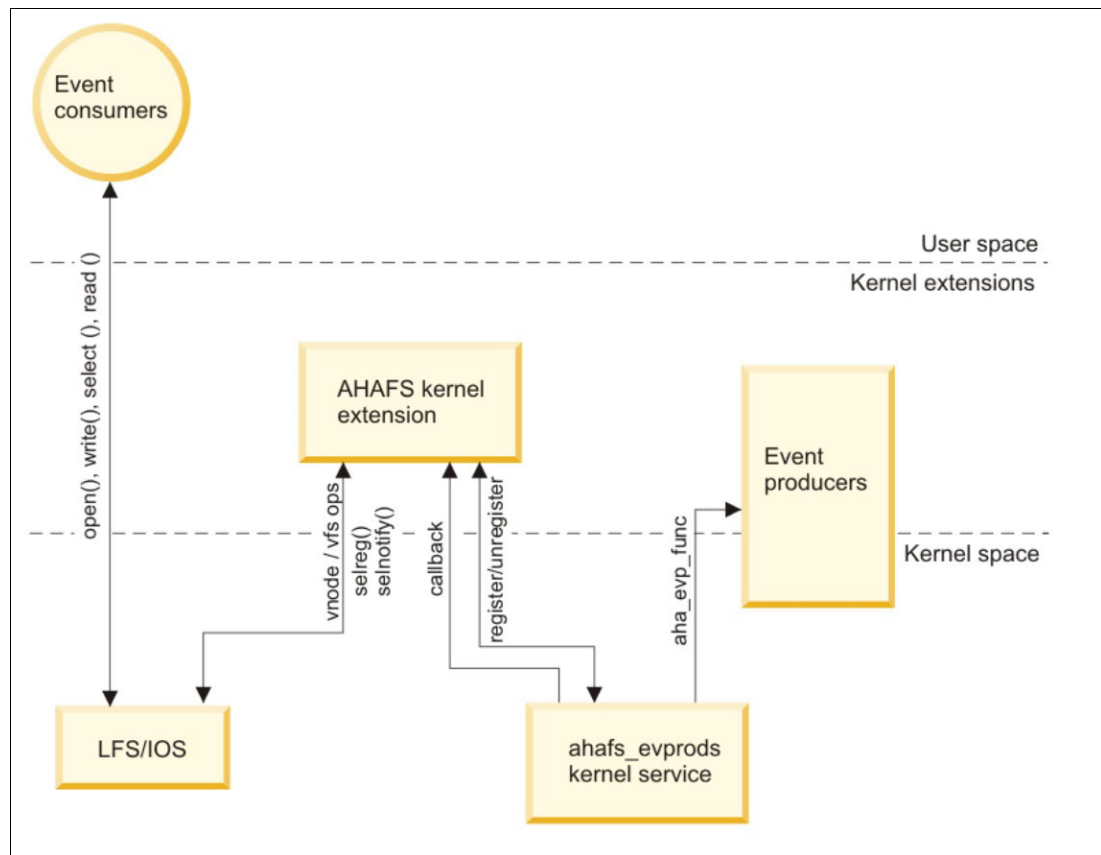 Event
consumers
User space
Kernel extensions
open(), write(), select (), read ()
AHAFS kernel
extension
Event
producers
vnode / vfs ops
selreg()
selnotify()
callback
register/unregister
aha_evp_func
Kernel space
LFS/IOS
ahafs_evprods
kernel service